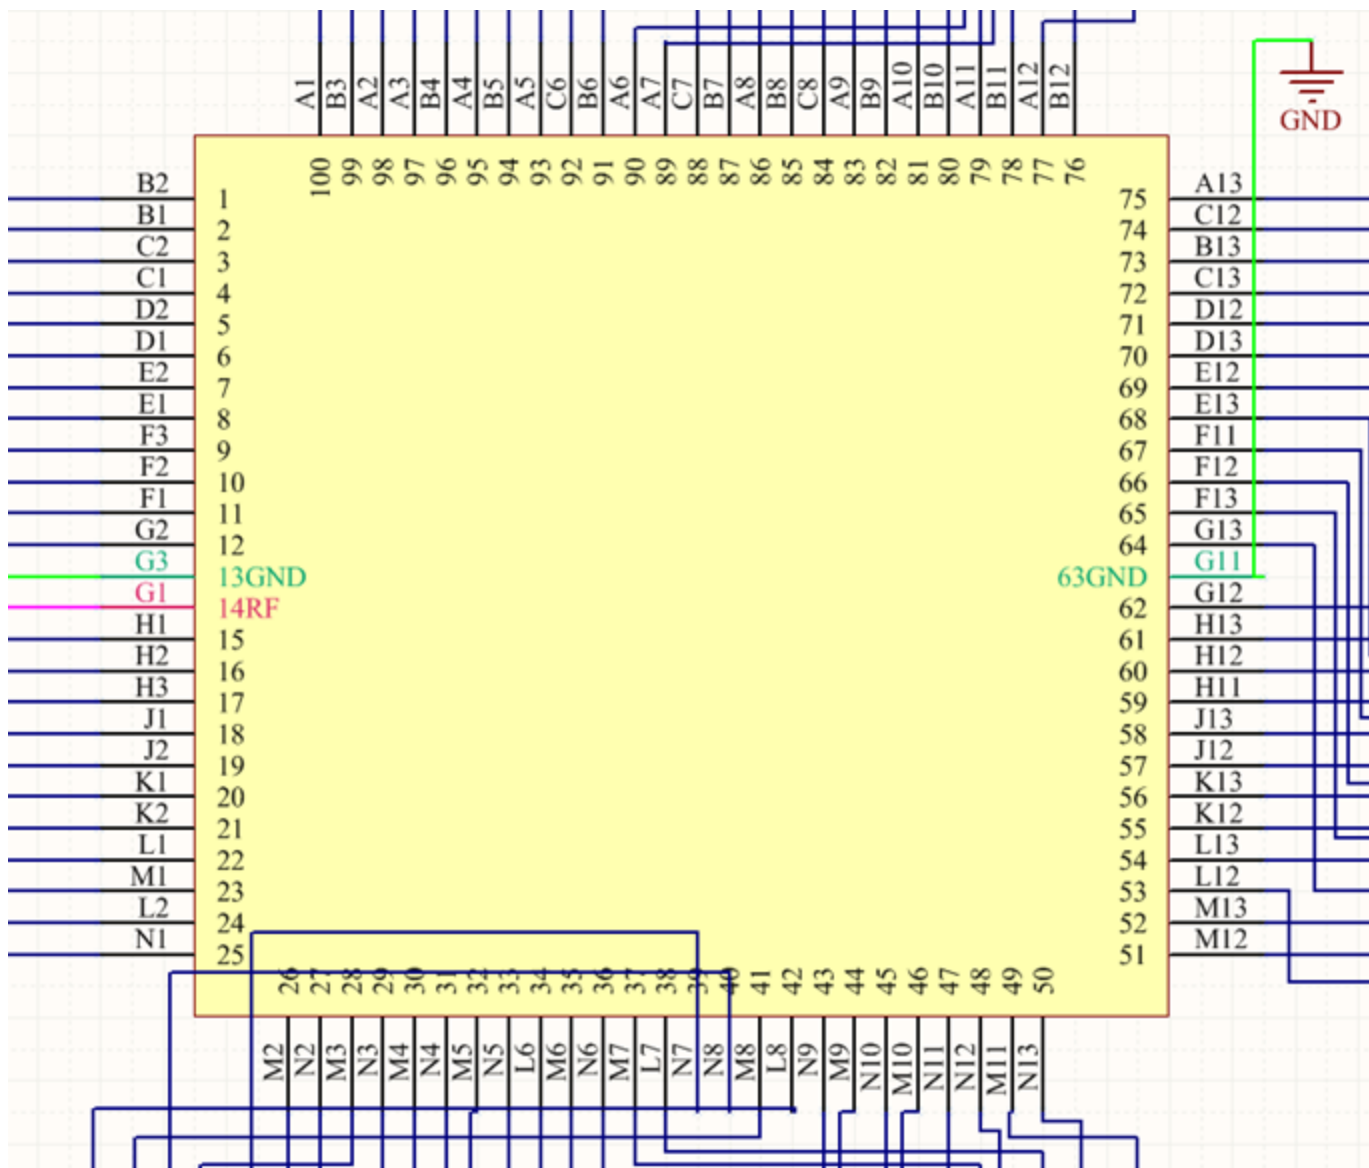 A1 B3 A2 A3 B4 A4 B5 A5 C6 B6 A6 A7 C7 B7 A8 B8 C8 A9 B9 A10 B10 A11 B11 A12 B12
GND
100 99 98 97 96 95 94 93 92 91 90 89 88 87 86 85 84 83 82 81 80 79 78 77 76
B2 1 75 A13
B1 2 74 C12
C2 3 73 B13
C1 4 72 C13
D2 5 71 D12
D1 6 70 D13
E2 7 69 E12
E1 8 68 E13
F3 9 67 F11
F2 10 66 F12
F1 11 65 F13
G2 12 64 G13
G3 13GND 63GND G11
G1 14RF 62 G12
H1 15 61 H13
H2 16 60 H12
H3 17 59 H11
J1 18 58 J13
J2 19 57 J12
K1 20 56 K13
K2 21 55 K12
L1 22 54 L13
M1 23 53 L12
L2 24 52 M13
N1 25 51 M12
26 27 28 29 30 31 32 33 34 35 36 37 38 39 40 41 42 43 44 45 46 47 48 49 50
M2 N2 M3 N3 M4 N4 M5 N5 L6 M6 N6 M7 L7 N7 N8 M8 L8 N9 M9 N10 M10 N11 N12 M11 N13